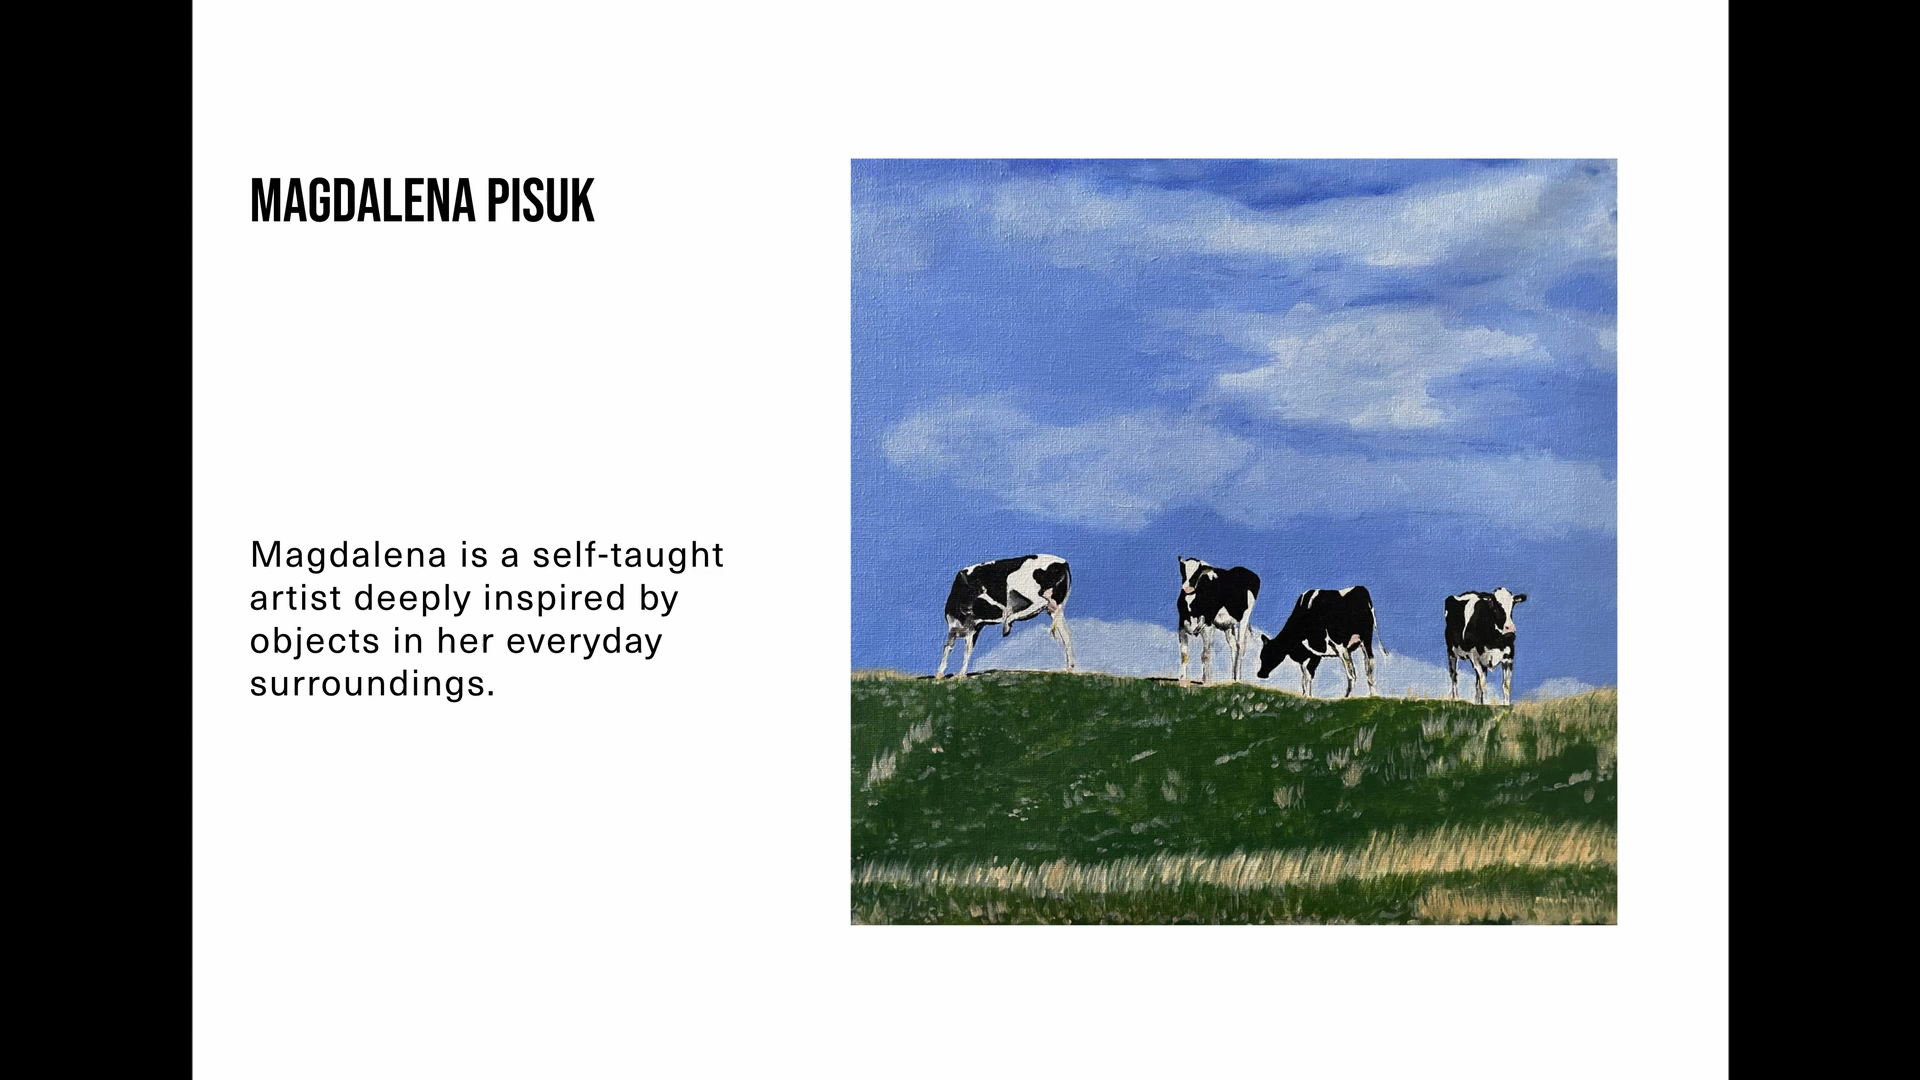 MAGDALENA PISUK
Magdalena is a self-taught
artist deeply inspired by
objects in her everyday
surroundings.